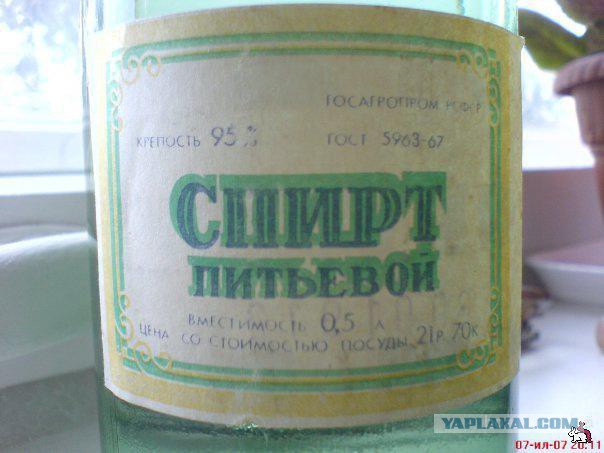 ГОСАГРОПРОМ РСФСР
КРЕПОСТЬ 95 %
ГОСТ 5963-67
СПИРТ
ПИТЬЕВОЙ
ВМЕСТИМОСТЬ 0,5 Л
ЦЕНА СО СТОИМОСТЬЮ ПОСУДЫ 21р. 70к.
YAPLAKAL.COM
07-ил-07 20:11